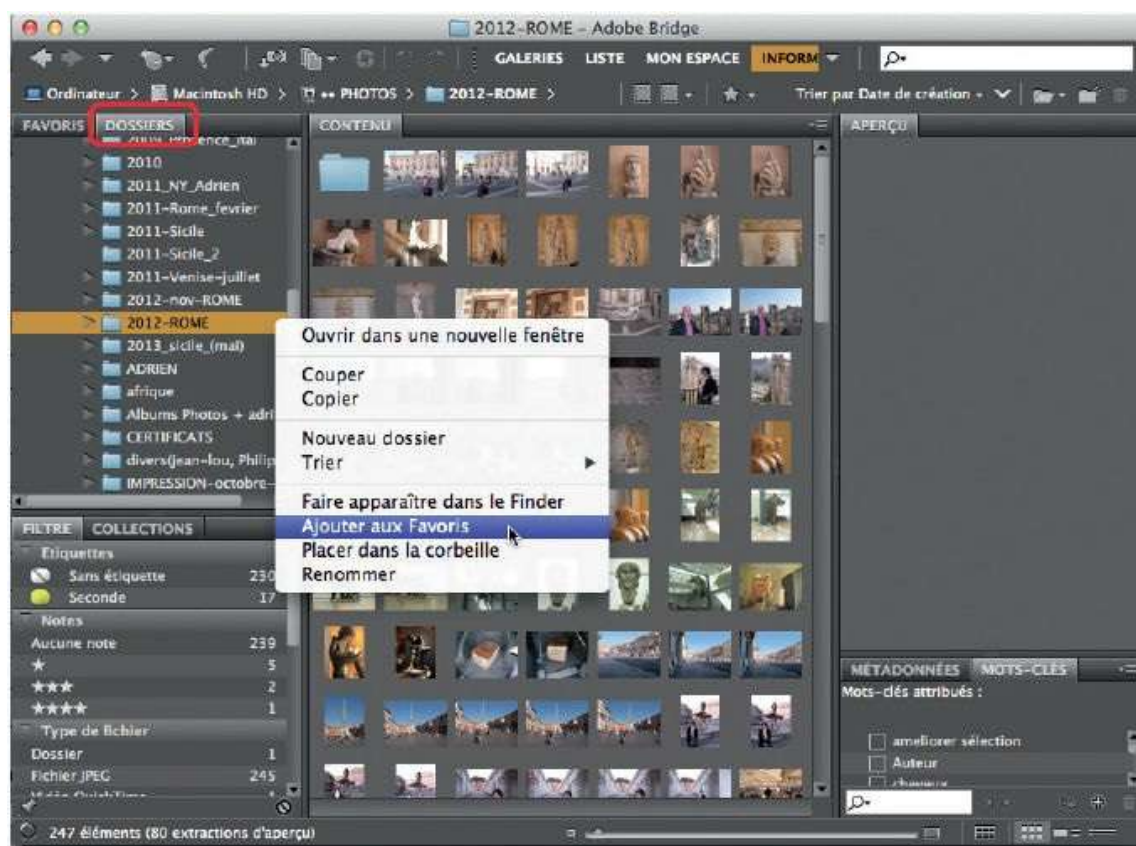 2012-ROME - Adobe Bridge
GALERIES LISTE MON ESPACE INFORM
Ordinateur > Macintosh HD > PHOTOS > 2012-ROME >
Trier par Date de création
FAVORIS DOSSIERS
2010
2011_NY_Adrien
2011-Rome_fevrier
2011-Sicile
2011-Sicile_2
2011-Venise-juillet
2012-nov-ROME
2012-ROME
2013_sicile_(mai)
ADRIEN
afrique
Albums Photos + adri
CERTIFICATS
divers(jean-lou, Philip
IMPRESSION-octobre-
CONTENU
Ouvrir dans une nouvelle fenêtre
Couper
Copier
Nouveau dossier
Trier
Faire apparaître dans le Finder
Ajouter aux Favoris
Placer dans la corbeille
Renommer
APERÇU
FILTRE COLLECTIONS
Etiquettes
Sans étiquette 230
Seconde 17
Notes
Aucune note 239
★ 5
★★★ 2
★★★★ 1
Type de fichier
Dossier 1
Fichier JPEG 245
MÉTADONNÉES MOTS-CLÉS
Mots-clés attribués :
ameliorer sélection
Auteur
247 éléments (80 extractions d'aperçu)